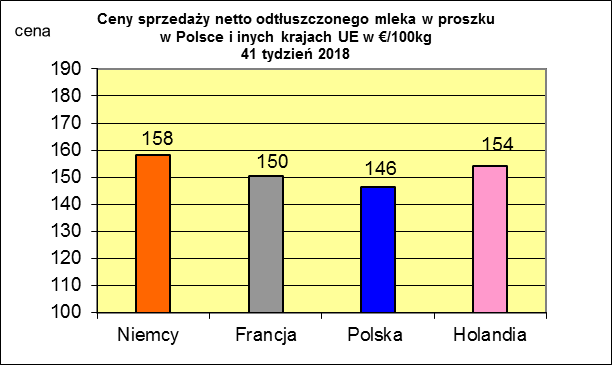 Ceny sprzedaży netto odtłuszczonego mleka w proszku
w Polsce i inych krajach UE w €/100kg
41 tydzień 2018
cena
190
180
170
160
150
140
130
120
110
100
158
150
146
154
Niemcy Francja Polska Holandia